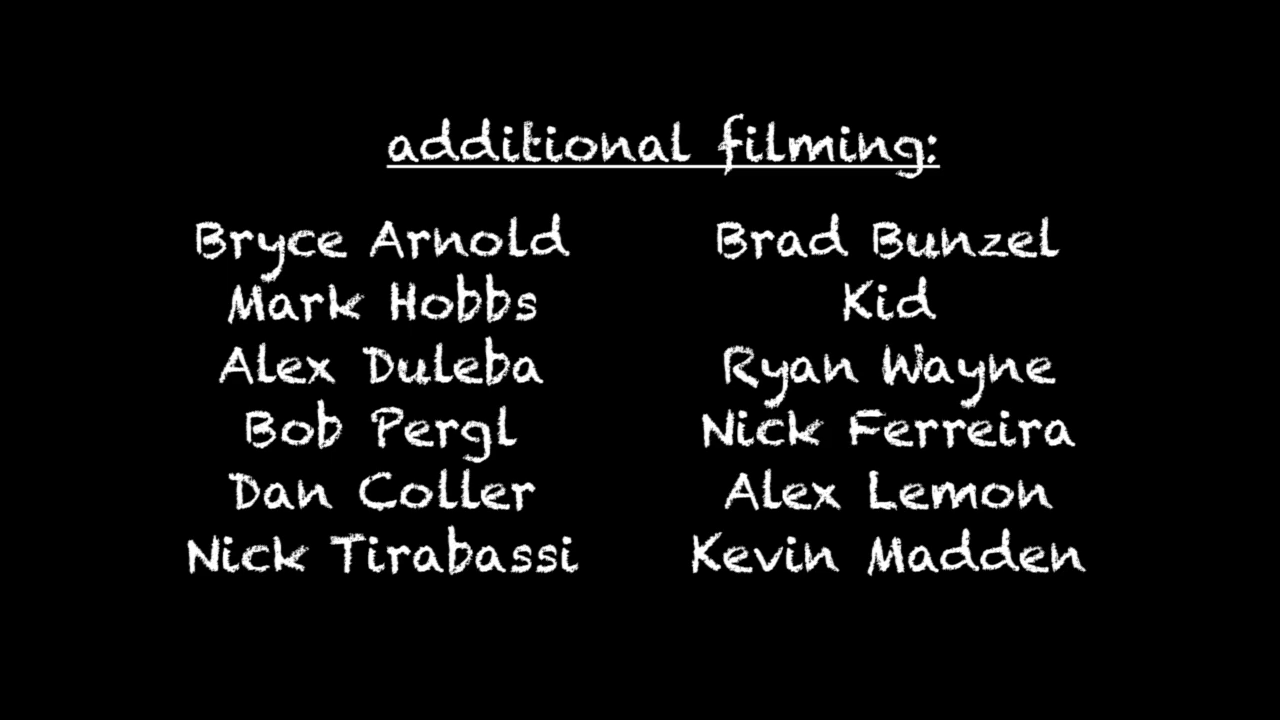 additional filming:
Bryce Arnold
Mark Hobbs
Alex Duleba
Bob Pergl
Dan Coller
Nick Tirabassi
Brad Bunzel
Kid
Ryan Wayne
Nick Ferreira
Alex Lemon
Kevin Madden